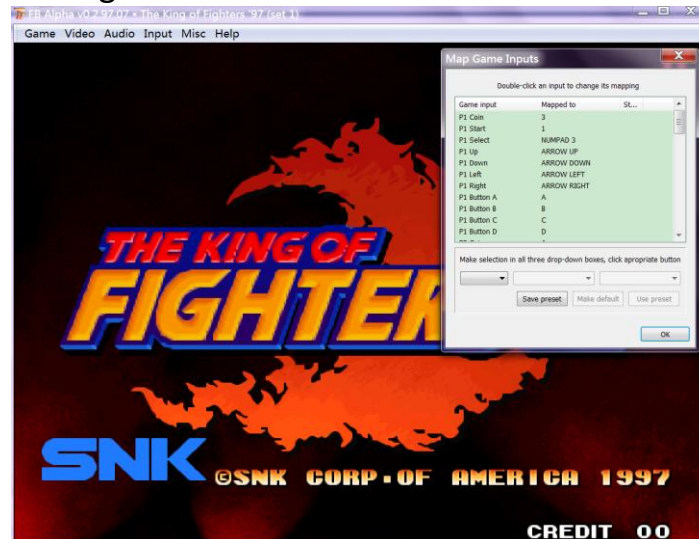 FB Alpha v0.2.97.07 • The King of Fighters '97 (set 1)
Game Video Audio Input Misc Help
Map Game Inputs
Double-click an input to change its mapping
Game input Mapped to St...
P1 Coin 3
P1 Start 1
P1 Select NUMPAD 3
P1 Up ARROW UP
P1 Down ARROW DOWN
P1 Left ARROW LEFT
P1 Right ARROW RIGHT
P1 Button A A
P1 Button B B
P1 Button C C
P1 Button D D
Make selection in all three drop-down boxes, click apropriate button
Save preset Make default Use preset
OK
THE KING OF
FIGHTER
SNK ©SNK CORP. OF AMERICA 1997
CREDIT 00